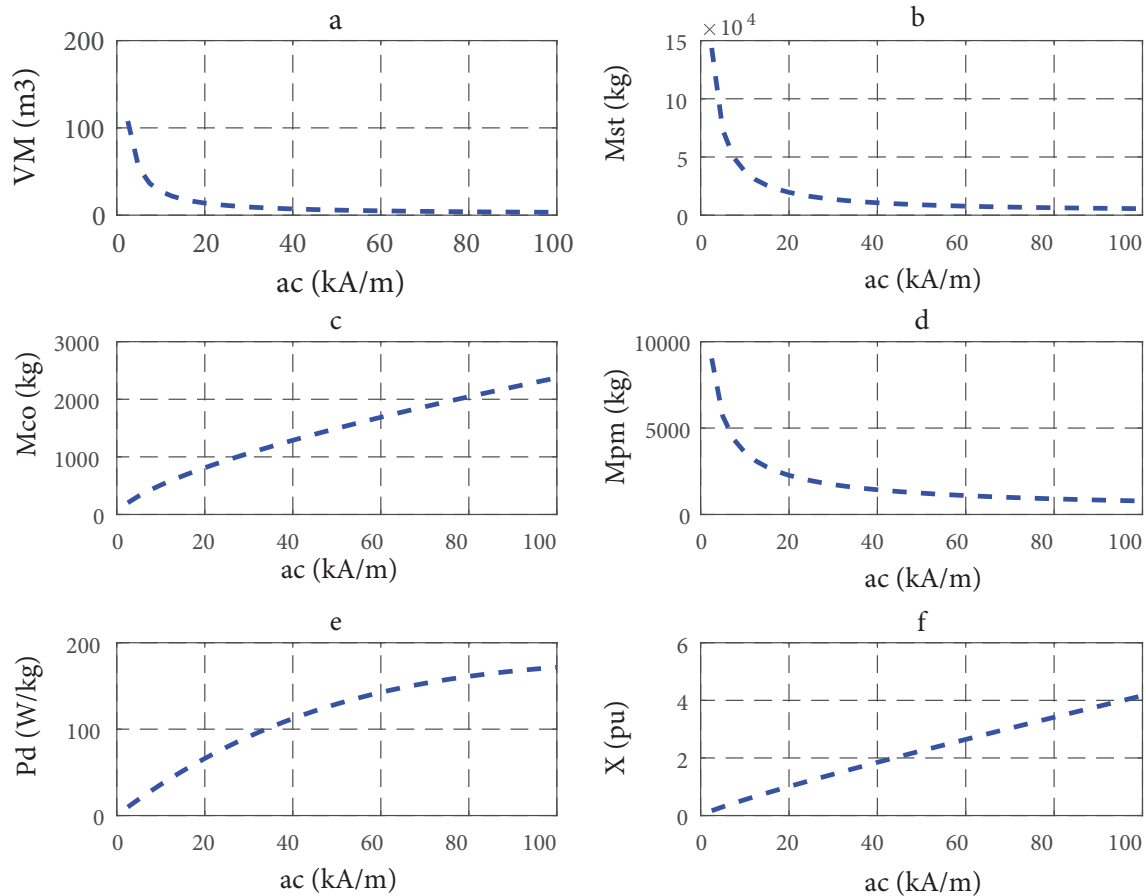 a
200
100
0
VM (m3)
0 20 40 60 80 100
ac (kA/m)
b
×10 4
15
10
5
0
Mst (kg)
0 20 40 60 80 100
ac (kA/m)
c
3000
2000
1000
0
Mco (kg)
0 20 40 60 80 100
ac (kA/m)
d
10000
5000
0
Mpm (kg)
0 20 40 60 80 100
ac (kA/m)
e
200
100
0
Pd (W/kg)
0 20 40 60 80 100
ac (kA/m)
f
6
4
2
0
X (pu)
0 20 40 60 80 100
ac (kA/m)